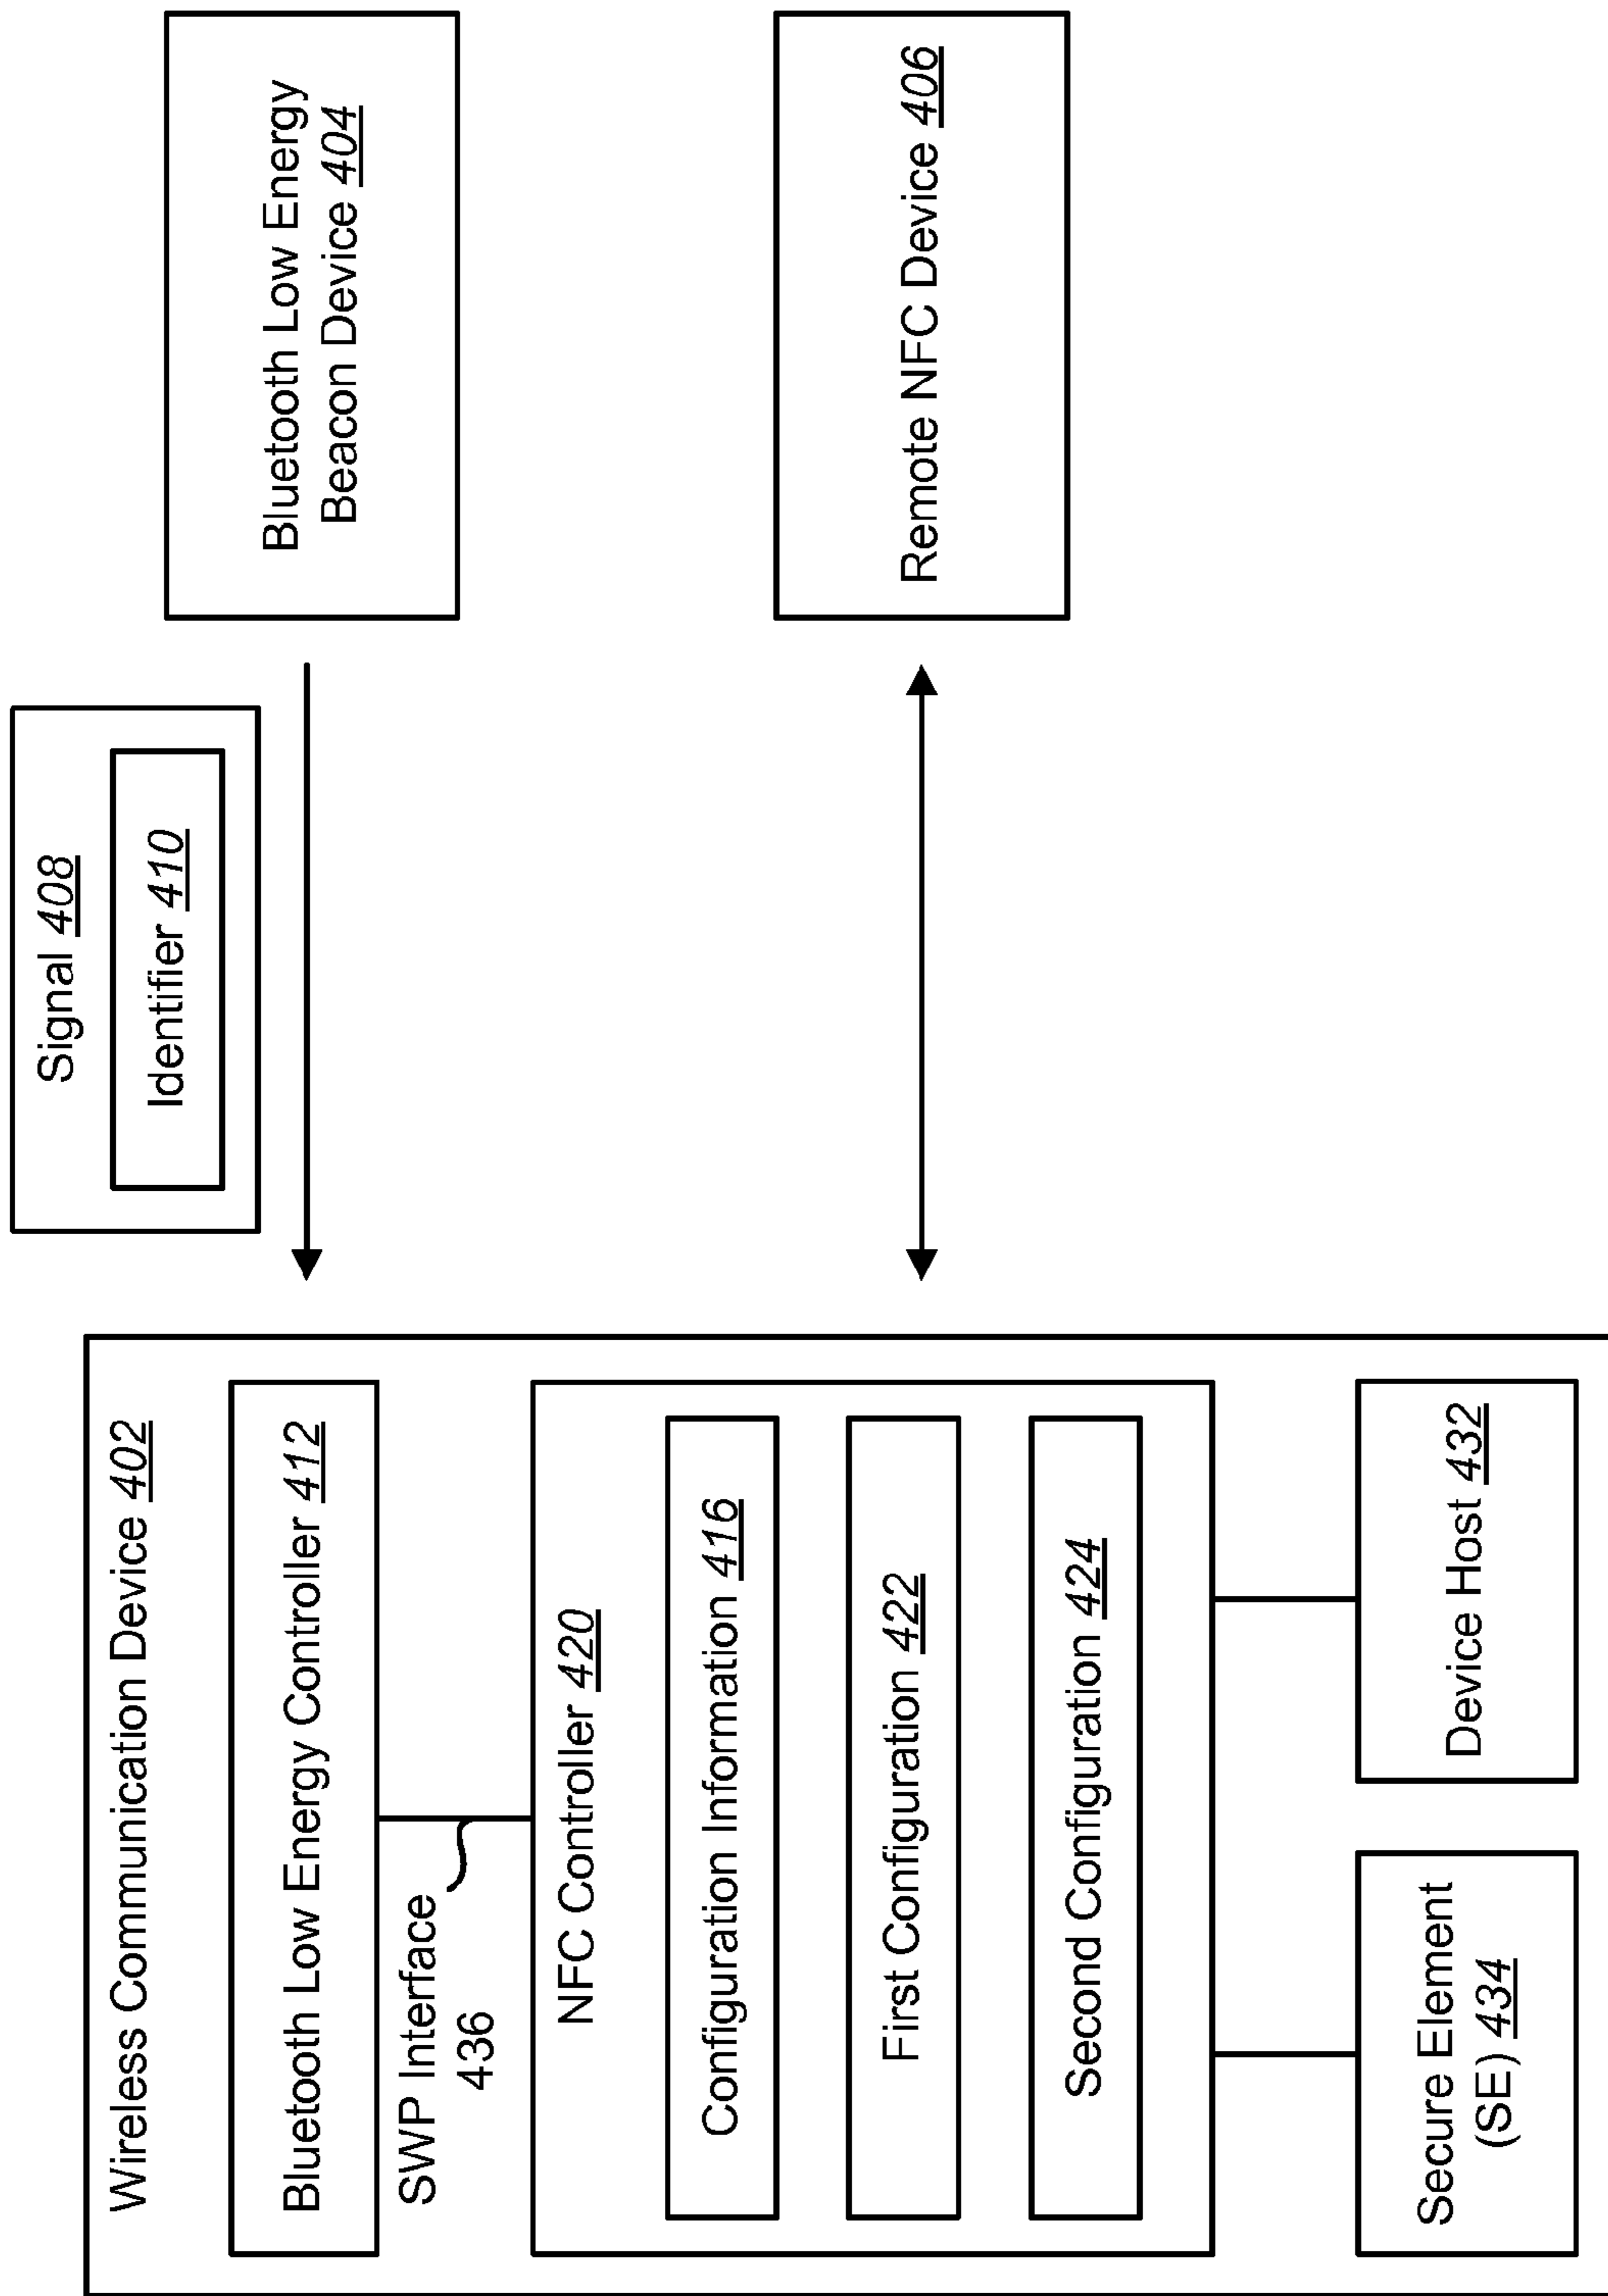 Wireless Communication Device 402
Bluetooth Low Energy Controller 412
SWP Interface
436
NFC Controller 420
Configuration Information 416
First Configuration 422
Second Configuration 424
Secure Element
(SE) 434
Device Host 432
Signal 408
Identifier 410
Bluetooth Low Energy
Beacon Device 404
Remote NFC Device 406